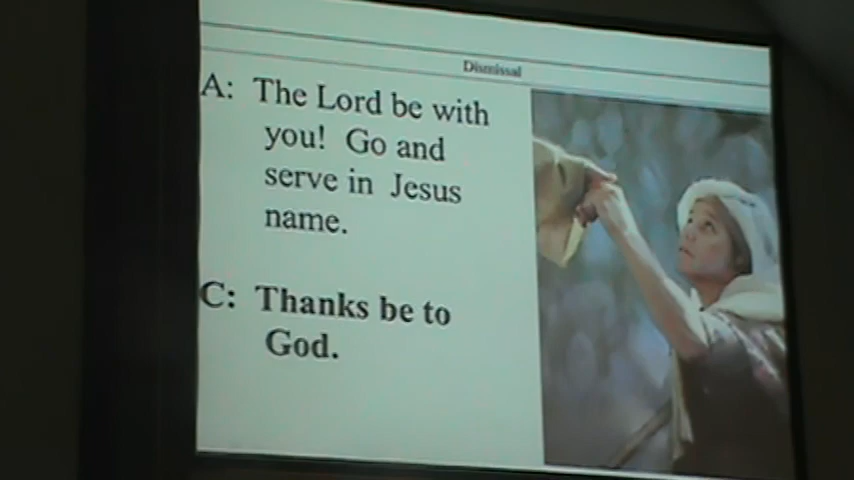 Dismissal
A: The Lord be with
you! Go and
serve in Jesus
name.
C: Thanks be to
God.